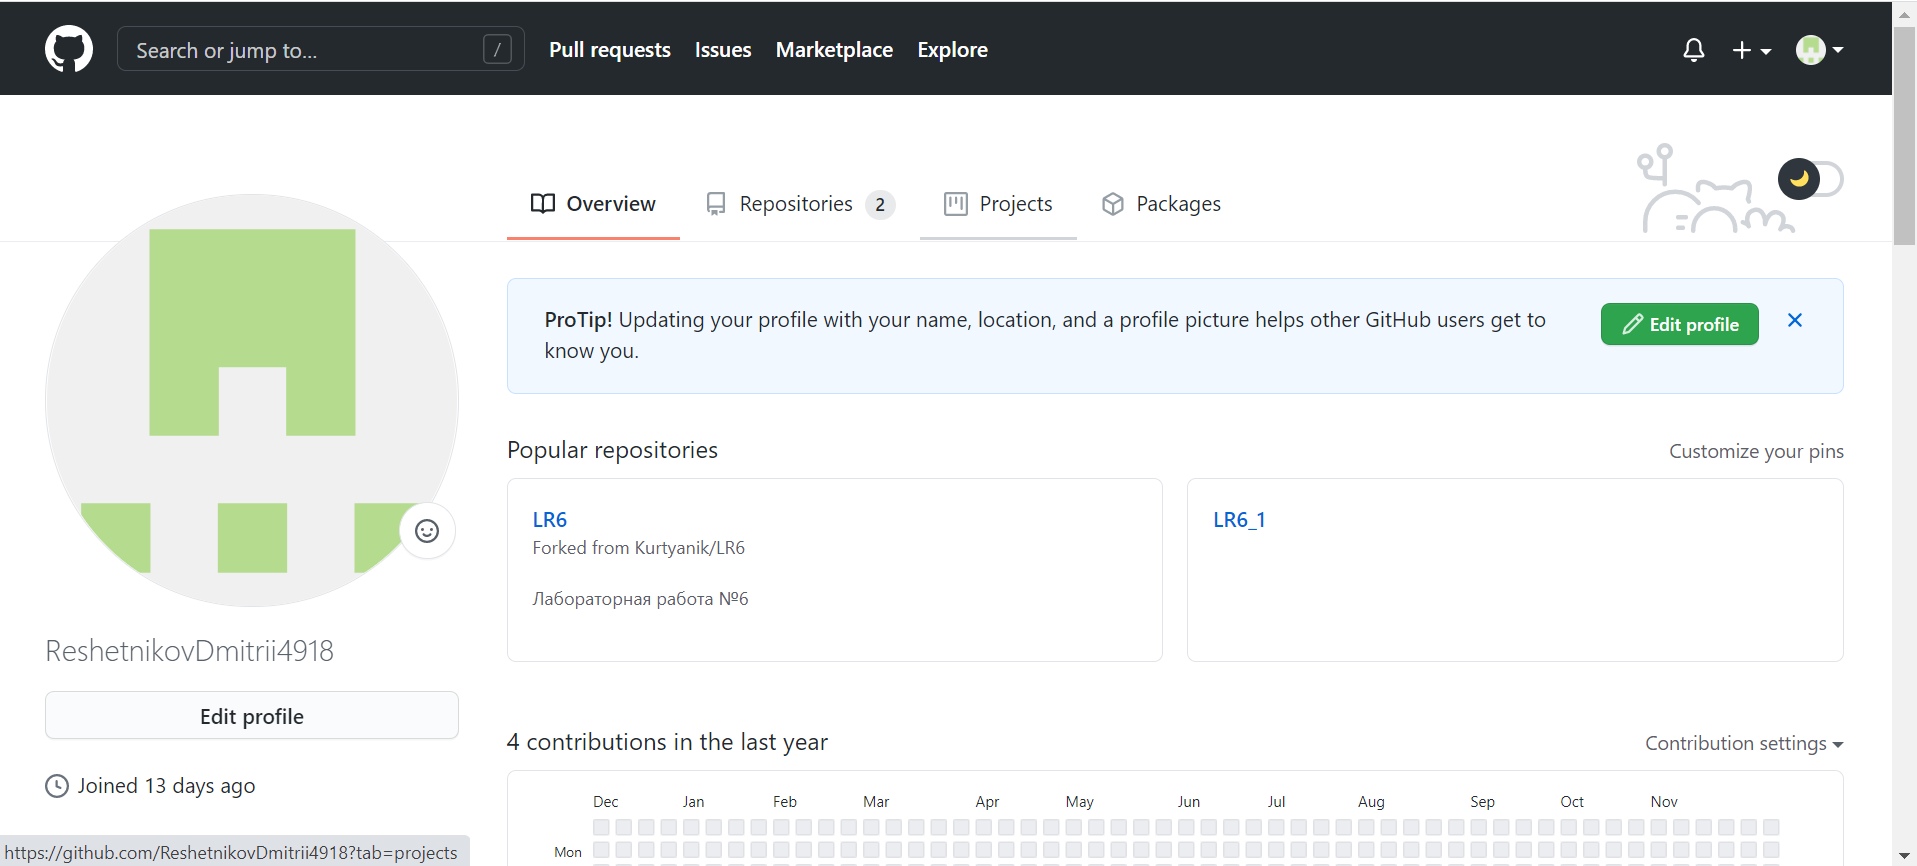 Search or jump to... /
Pull requests Issues Marketplace Explore
Overview Repositories 2 Projects Packages
ProTip! Updating your profile with your name, location, and a profile picture helps other GitHub users get to
know you.
Edit profile
Popular repositories
Customize your pins
LR6
Forked from Kurtyanik/LR6
Лабораторная работа №6
LR6_1
ReshetnikovDmitrii4918
Edit profile
Joined 13 days ago
4 contributions in the last year
Contribution settings
Dec Jan Feb Mar Apr May Jun Jul Aug Sep Oct Nov
Mon
https://github.com/ReshetnikovDmitrii4918?tab=projects